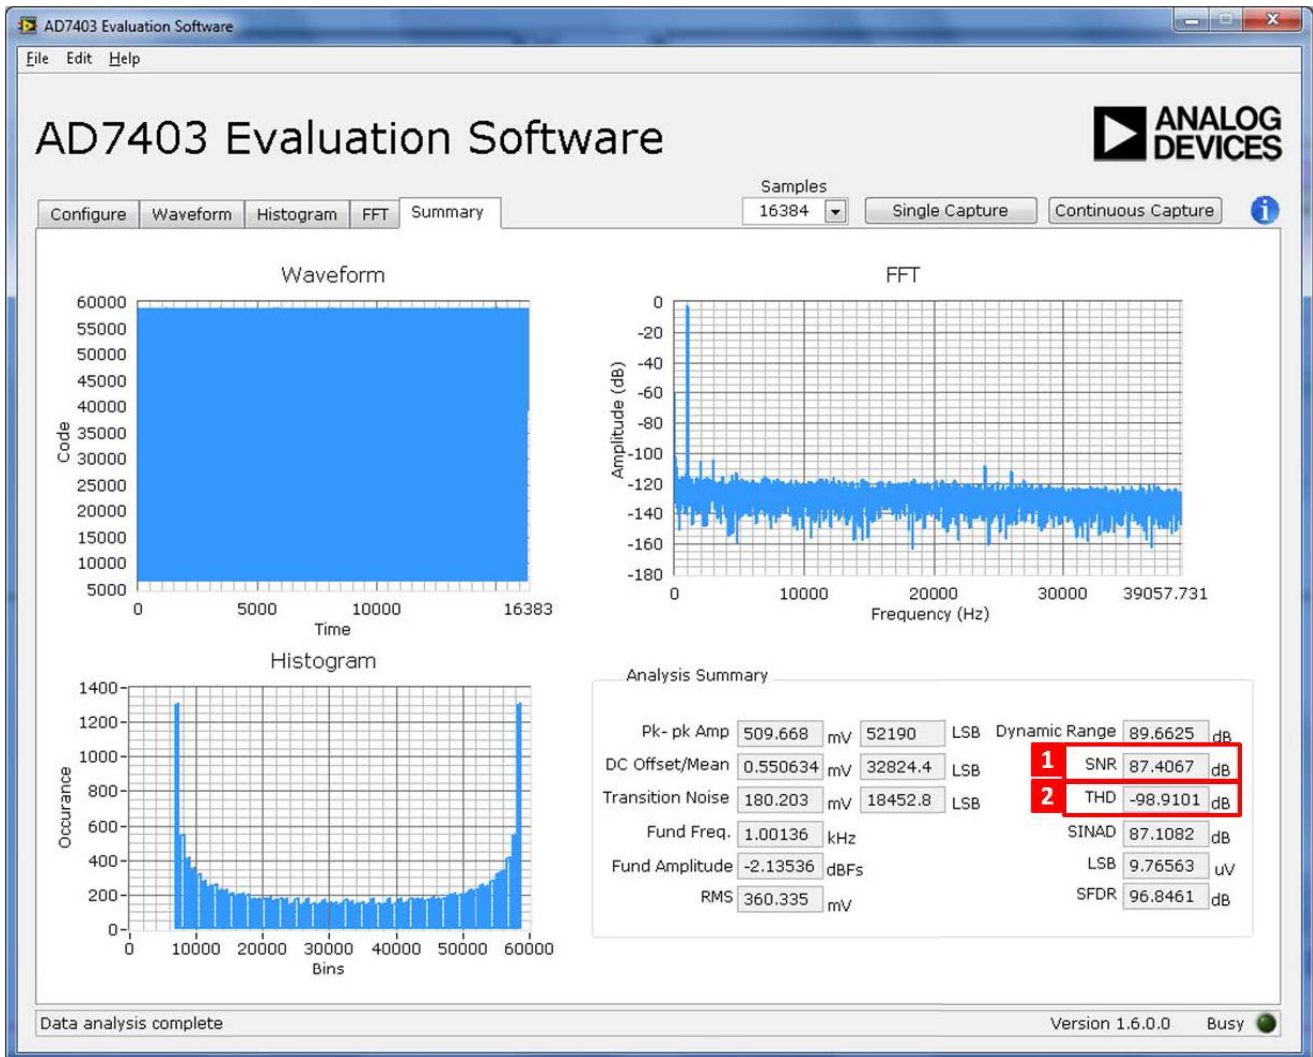 AD7403 Evaluation Software
File Edit Help
AD7403 Evaluation Software
ANALOG
DEVICES
Samples
Configure Waveform Histogram FFT Summary 16384 Single Capture Continuous Capture i
Waveform
60000
55000
50000
45000
40000
35000
30000
25000
20000
15000
10000
5000
Code
0 5000 10000 16383
Time
FFT
0
-20
-40
-60
-80
-100
-120
-140
-160
-180
Amplitude (dB)
0 10000 20000 30000 39057.731
Frequency (Hz)
Histogram
1400
1200
1000
800
600
400
200
0
Occurance
0 10000 20000 30000 40000 50000 60000
Bins
Analysis Summary
Pk- pk Amp 509.668 mV 52190 LSB Dynamic Range 89.6625 dB
DC Offset/Mean 0.550634 mV 32824.4 LSB 1 SNR 87.4067 dB
Transition Noise 180.203 mV 18452.8 LSB 2 THD -98.9101 dB
Fund Freq. 1.00136 kHz SINAD 87.1082 dB
Fund Amplitude -2.13536 dBFs LSB 9.76563 uV
RMS 360.335 mV SFDR 96.8461 dB
Data analysis complete Version 1.6.0.0 Busy